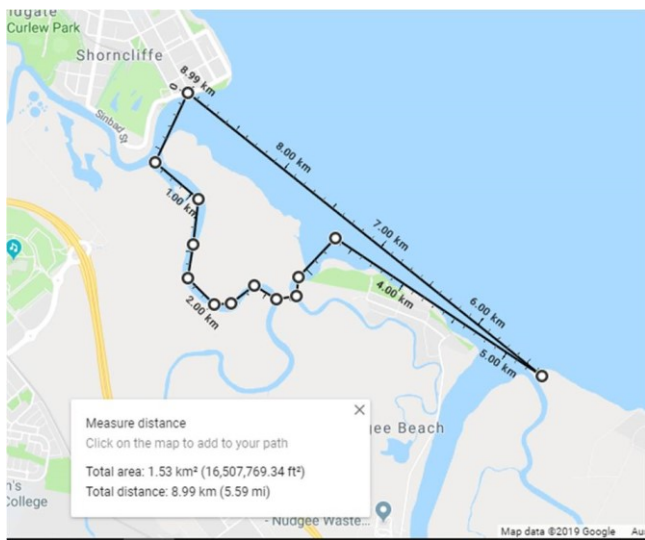 Curlew Park
Shorncliffe
8.99 km
0
Sinbad St
8.00 km
1.00 km
7.00 km
4.00 km
6.00 km
2.00 km
5.00 km
Measure distance
Click on the map to add to your path
Total area: 1.53 km² (16,507,769.34 ft²)
Total distance: 8.99 km (5.59 mi)
gee Beach
n's
College
- Nudgee Waste...
Map data ©2019 Google Au